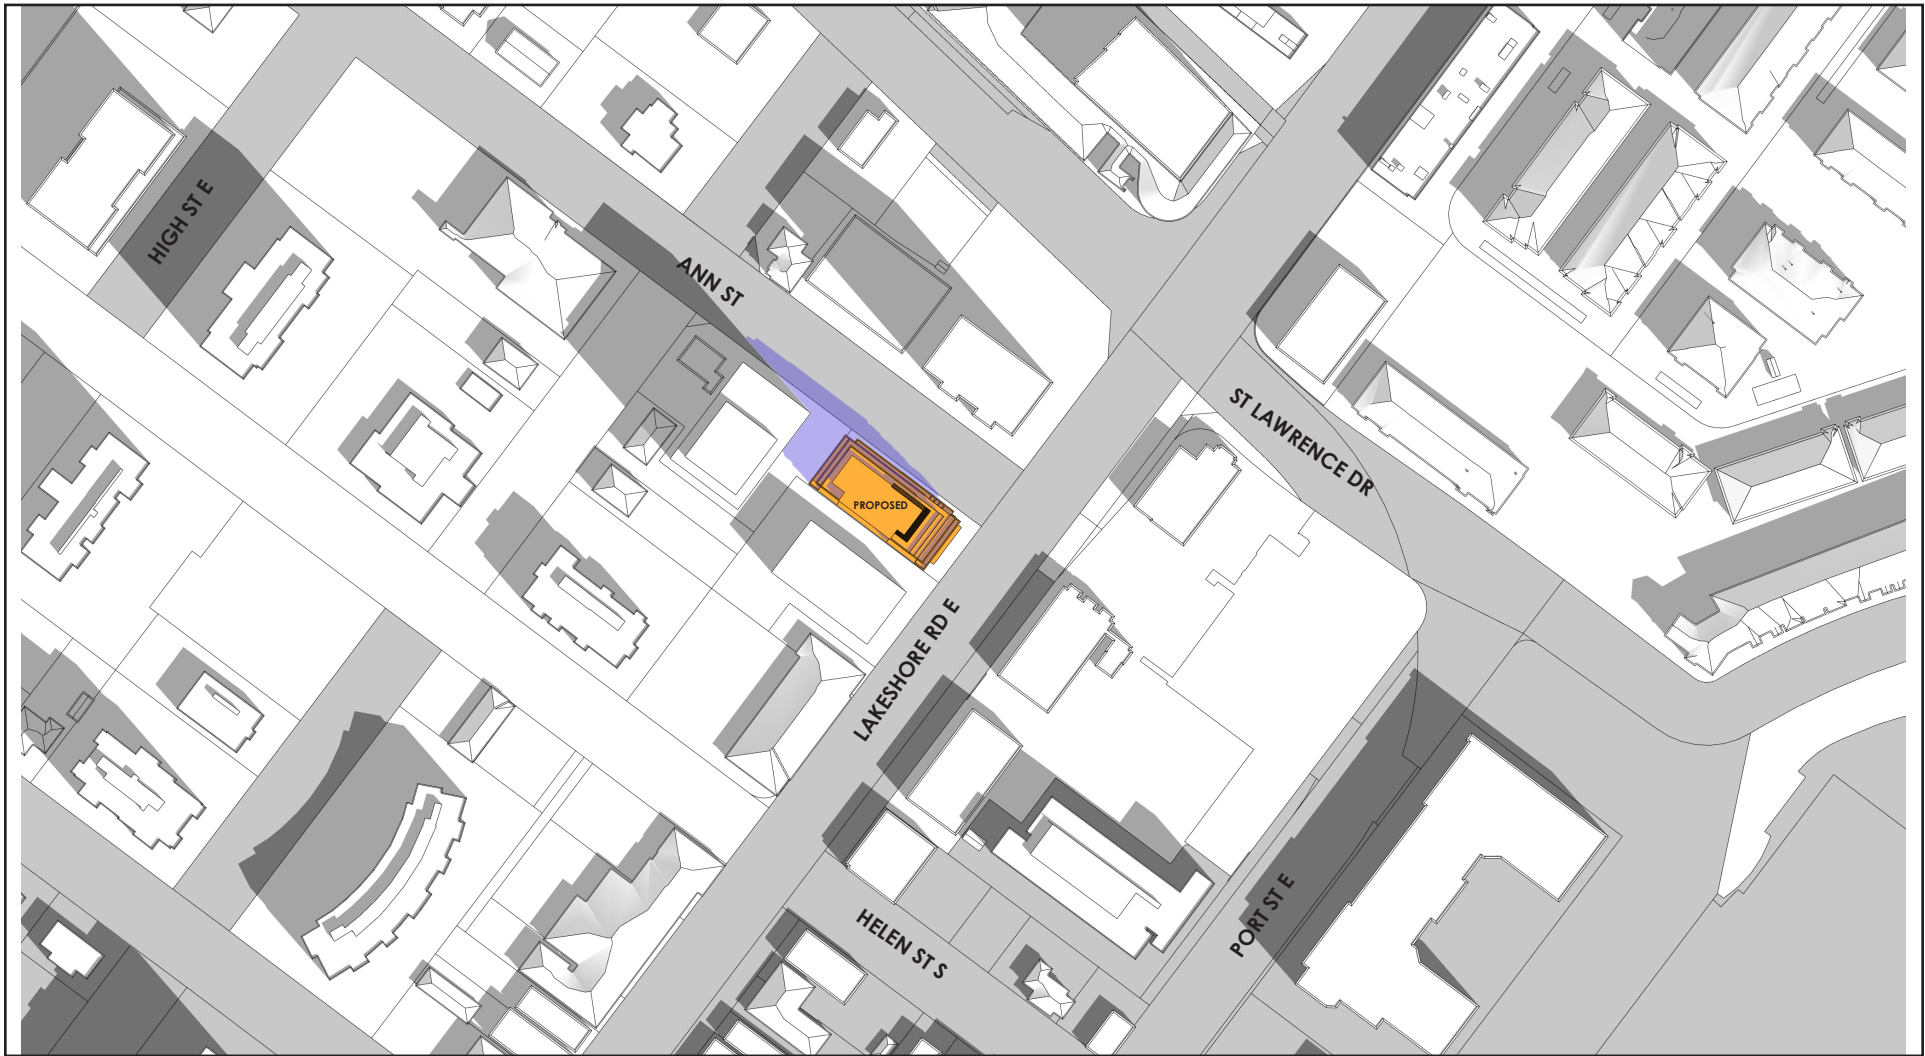 HIGH ST E
ANN ST
ST LAWRENCE DR
PROPOSED
LAKESHORE RD E
PORT ST E
HELEN ST S